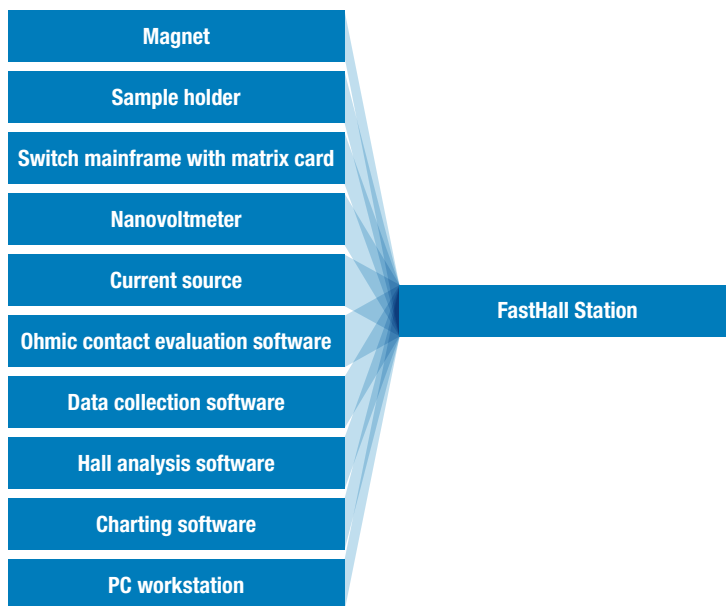 Magnet
Sample holder
Switch mainframe with matrix card
Nanovoltmeter
Current source
Ohmic contact evaluation software
Data collection software
Hall analysis software
Charting software
PC workstation
FastHall Station